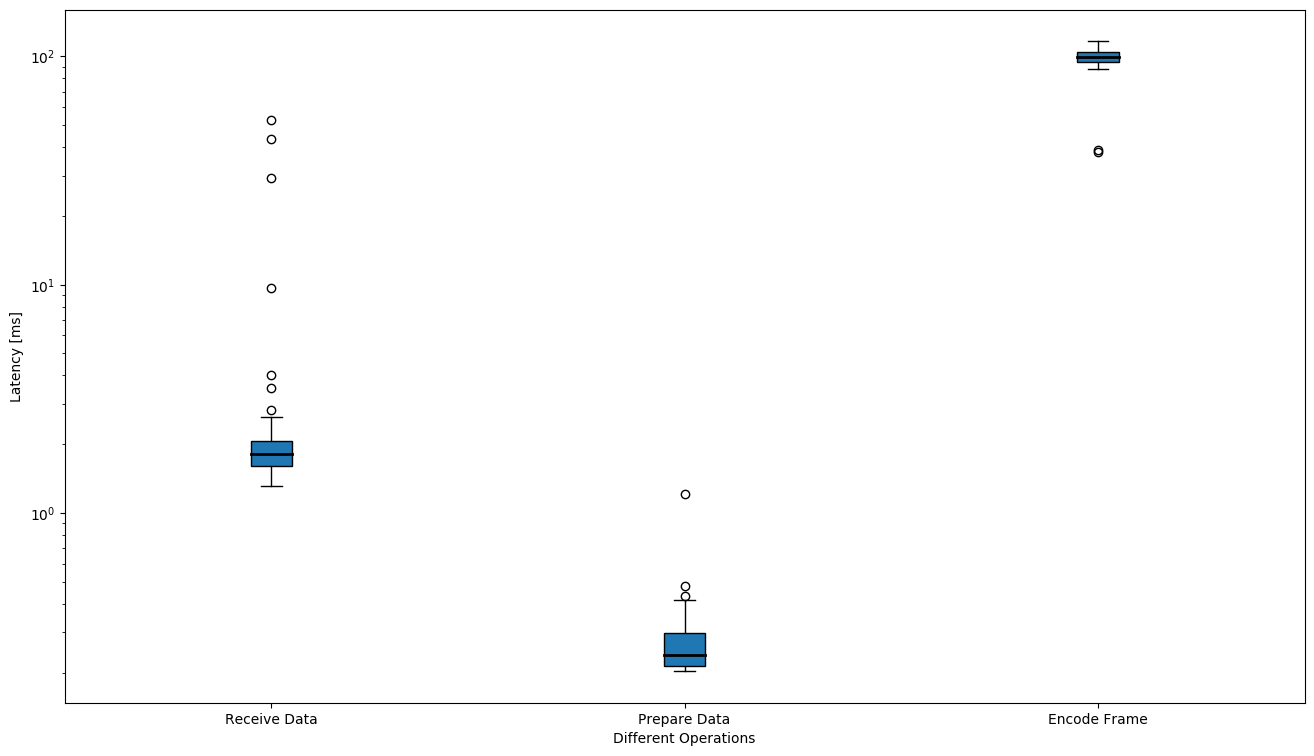 Latency [ms]
10²
10¹
10⁰
Receive Data
Prepare Data
Encode Frame
Different Operations